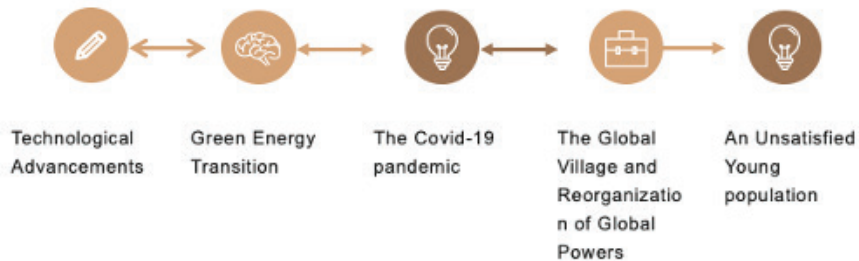 Technological
Advancements
Green Energy
Transition
The Covid-19
pandemic
The Global
Village and
Reorganizatio
n of Global
Powers
An Unsatisfied
Young
population